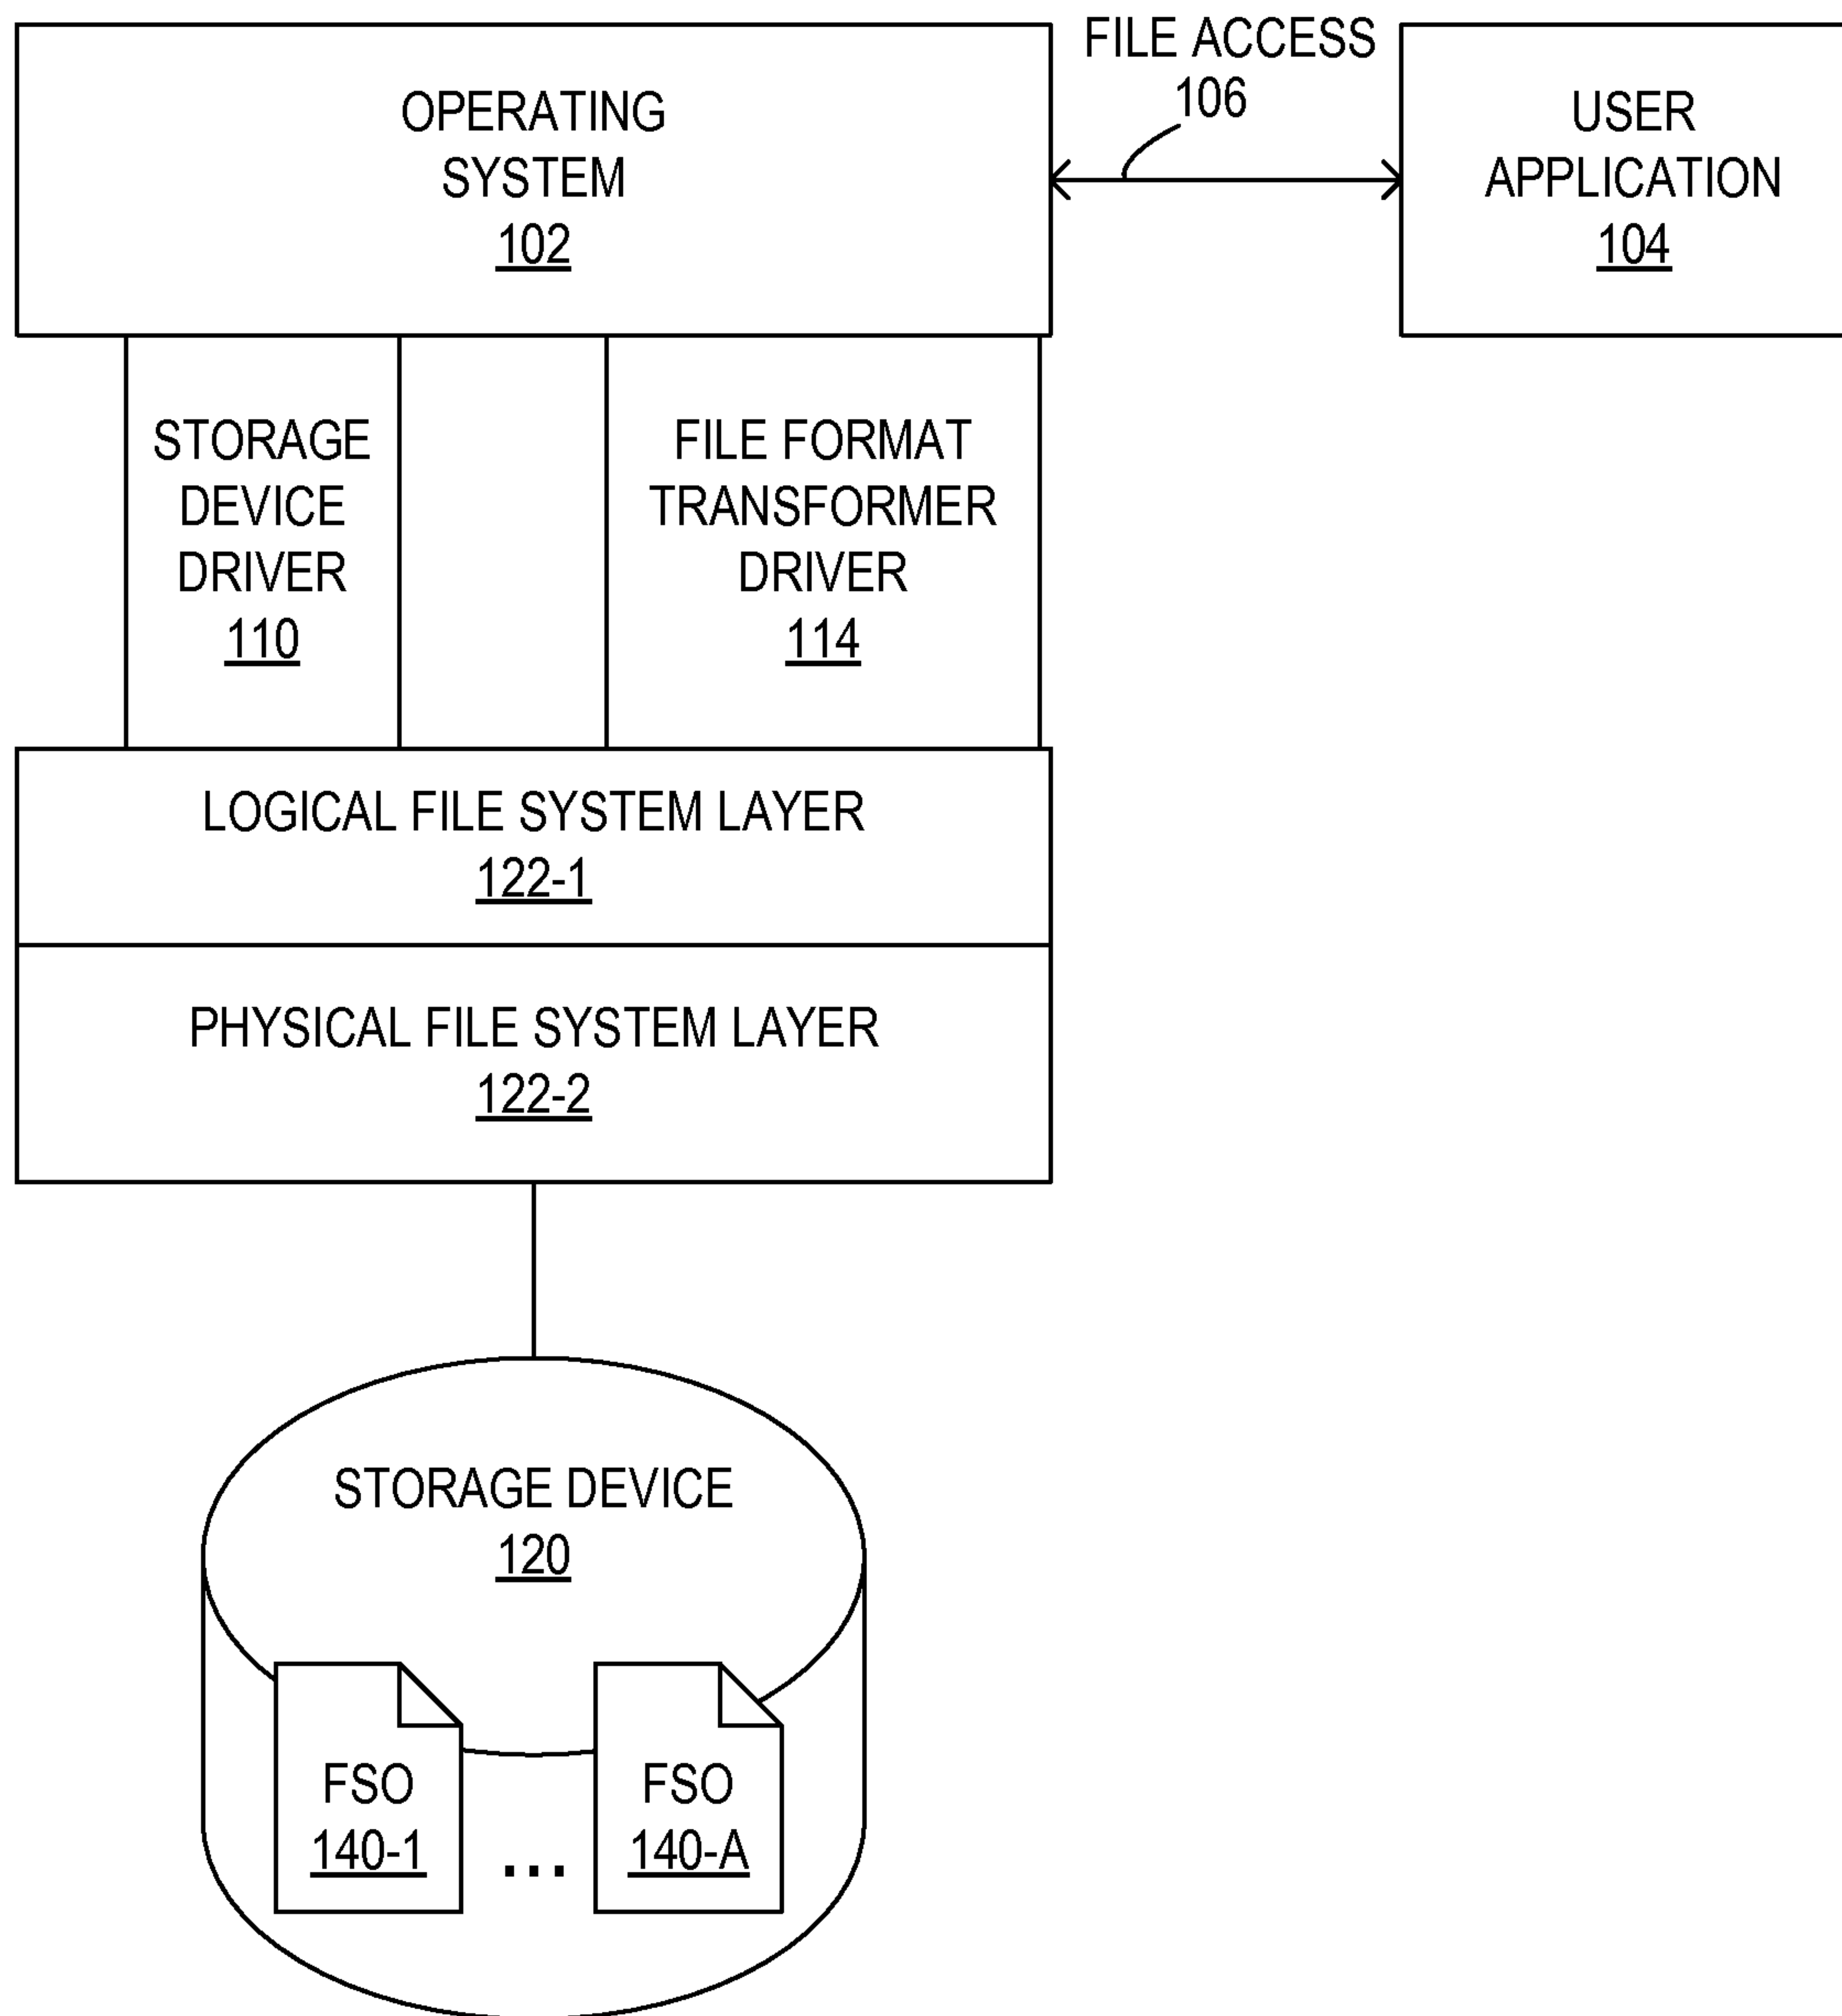 OPERATING
SYSTEM
102
FILE ACCESS
106
USER
APPLICATION
104
STORAGE
DEVICE
DRIVER
110
FILE FORMAT
TRANSFORMER
DRIVER
114
LOGICAL FILE SYSTEM LAYER
122-1
PHYSICAL FILE SYSTEM LAYER
122-2
STORAGE DEVICE
120
FSO
140-1
...
FSO
140-A